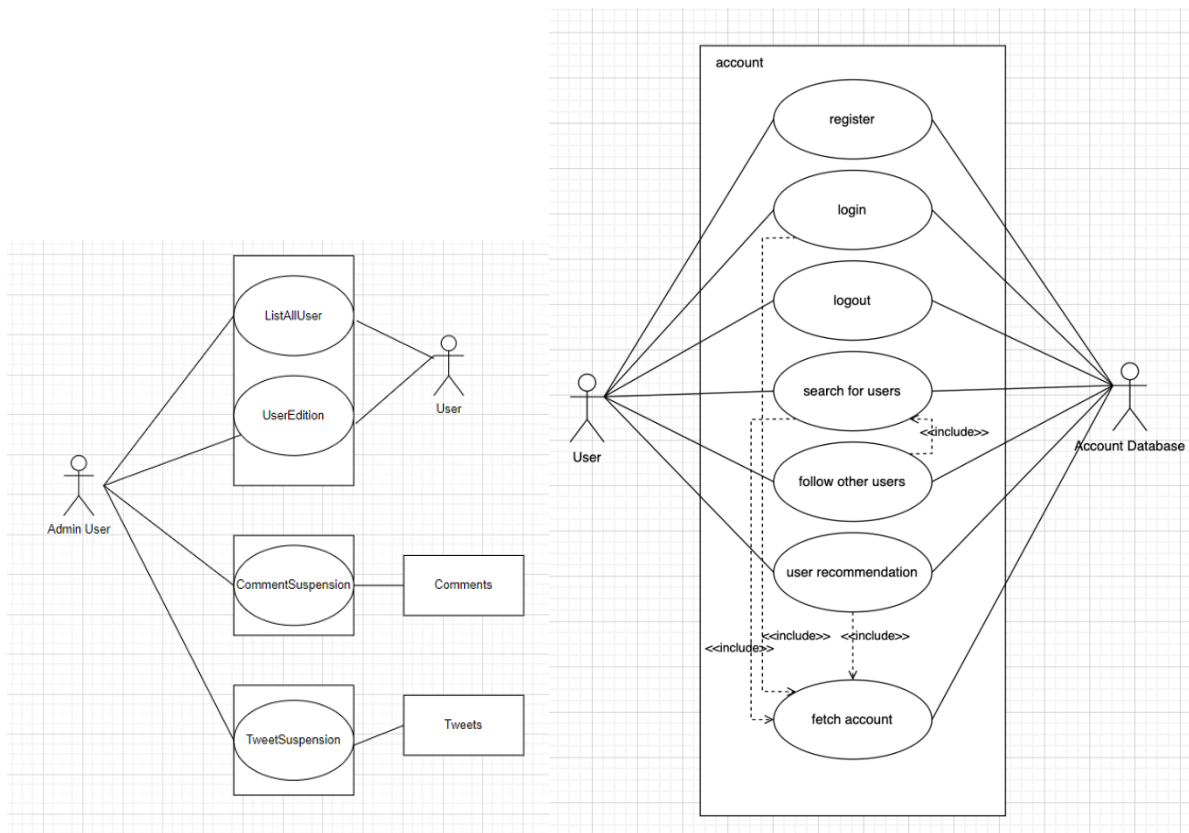 ListAllUser
UserEdition
User
Admin User
CommentSuspension
Comments
TweetSuspension
Tweets
account
register
login
logout
search for users
<<include>>
follow other users
user recommendation
<<include>>
<<include>>
<<include>>
fetch account
User
Account Database